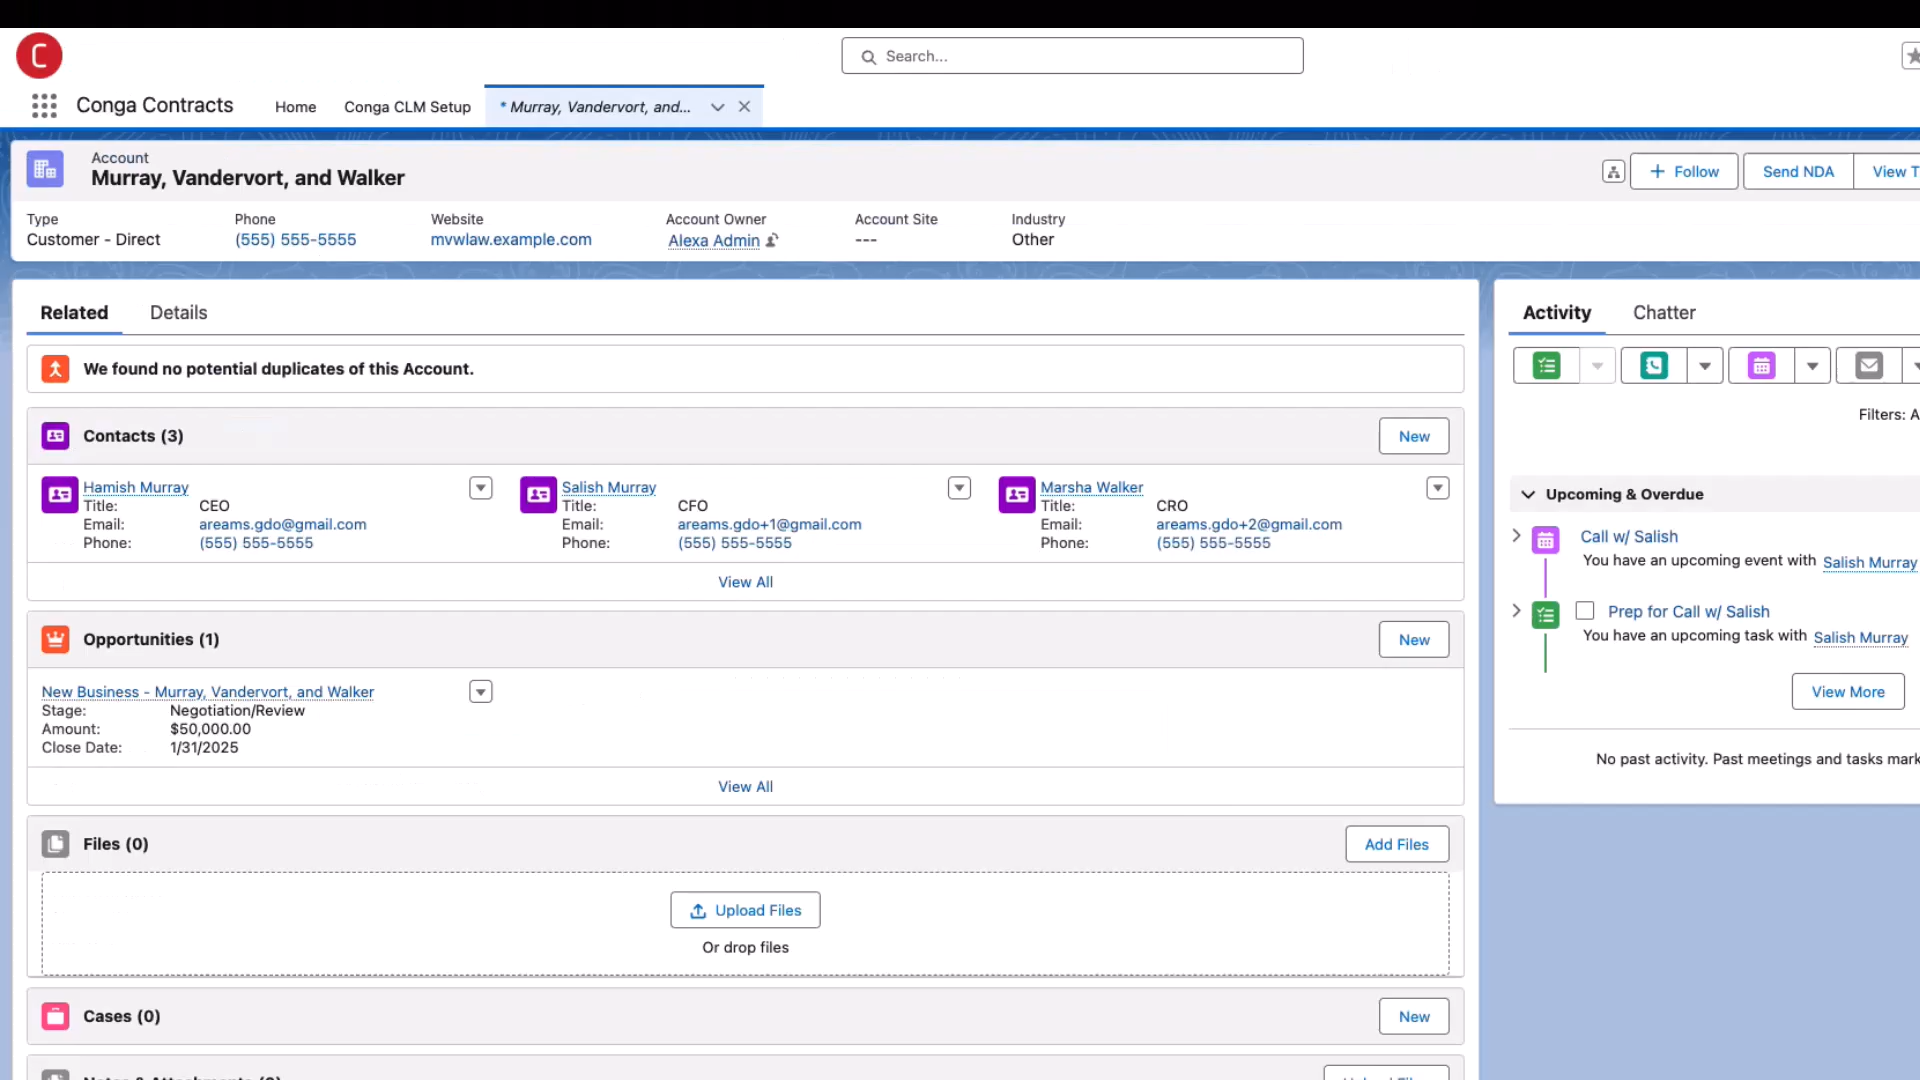 C
Search...
Conga Contracts
Home
Conga CLM Setup
* Murray, Vandervort, and...
Account
Murray, Vandervort, and Walker
Follow
Send NDA
View T
Type
Customer - Direct
Phone
(555) 555-5555
Website
mvwlaw.example.com
Account Owner
Alexa Admin
Account Site
---
Industry
Other
Related
Details
We found no potential duplicates of this Account.
Contacts (3)
New
Hamish Murray
Title: CEO
Email: areams.gdo@gmail.com
Phone: (555) 555-5555
Salish Murray
Title: CFO
Email: areams.gdo+1@gmail.com
Phone: (555) 555-5555
Marsha Walker
Title: CRO
Email: areams.gdo+2@gmail.com
Phone: (555) 555-5555
View All
Opportunities (1)
New
New Business - Murray, Vandervort, and Walker
Stage: Negotiation/Review
Amount: $50,000.00
Close Date: 1/31/2025
View All
Files (0)
Add Files
Upload Files
Or drop files
Cases (0)
New
Activity
Chatter
Filters: A
Upcoming & Overdue
Call w/ Salish
You have an upcoming event with Salish Murray
Prep for Call w/ Salish
You have an upcoming task with Salish Murray
View More
No past activity. Past meetings and tasks mark